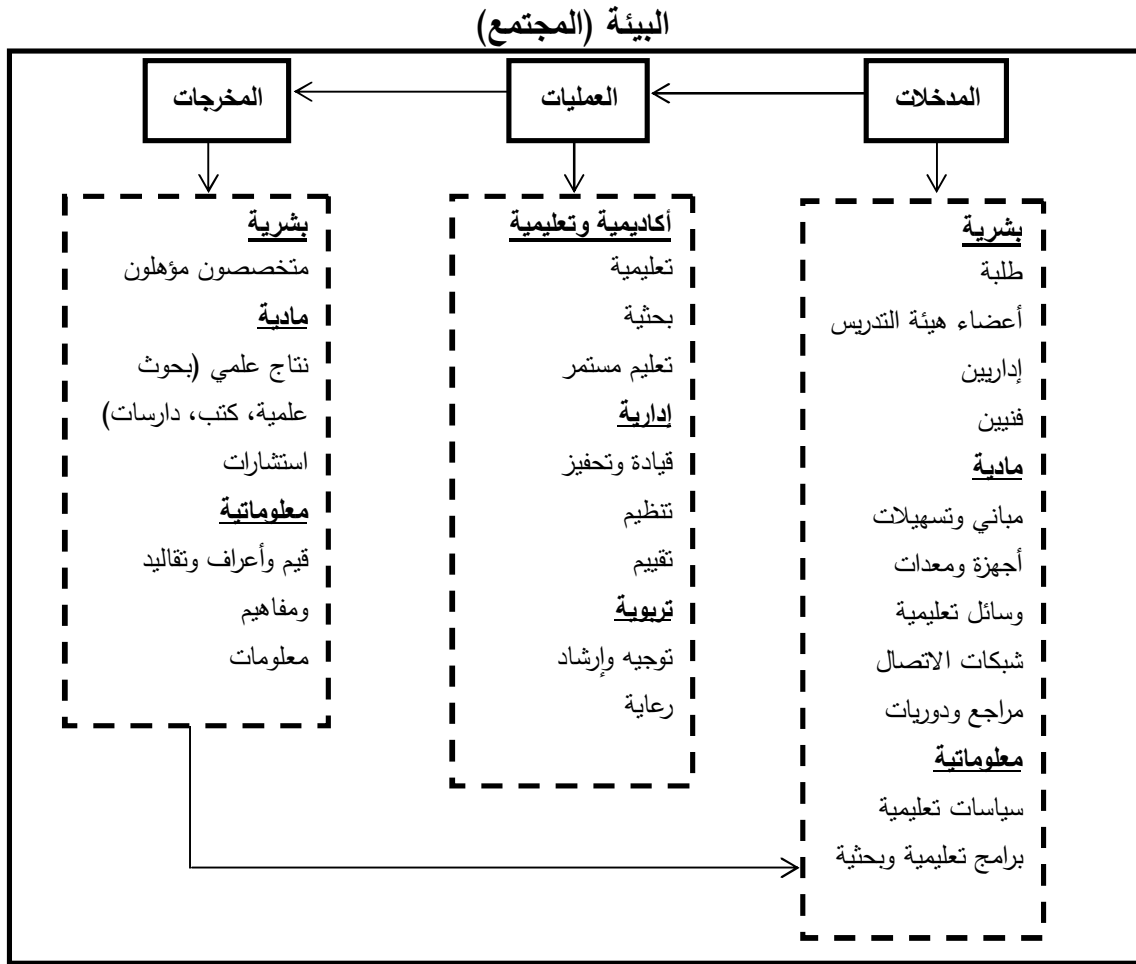 البيئة (المجتمع)
المدخلات
العمليات
المخرجات
بشرية
طلبة
أعضاء هيئة التدريس
إداريين
فنيين
مادية
مباني وتسهيلات
أجهزة ومعدات
وسائل تعليمية
شبكات الاتصال
مراجع ودوريات
معلوماتية
سياسات تعليمية
برامج تعليمية وبحثية
أكاديمية وتعليمية
تعليمية
بحثية
تعليم مستمر
إدارية
قيادة وتحفيز
تنظيم
تقييم
تربوية
توجيه وإرشاد
رعاية
بشرية
متخصصون مؤهلون
مادية
نتاج علمي (بحوث
علمية، كتب، دارسات)
استشارات
معلوماتية
قيم وأعراف وتقاليد
ومفاهيم
معلومات